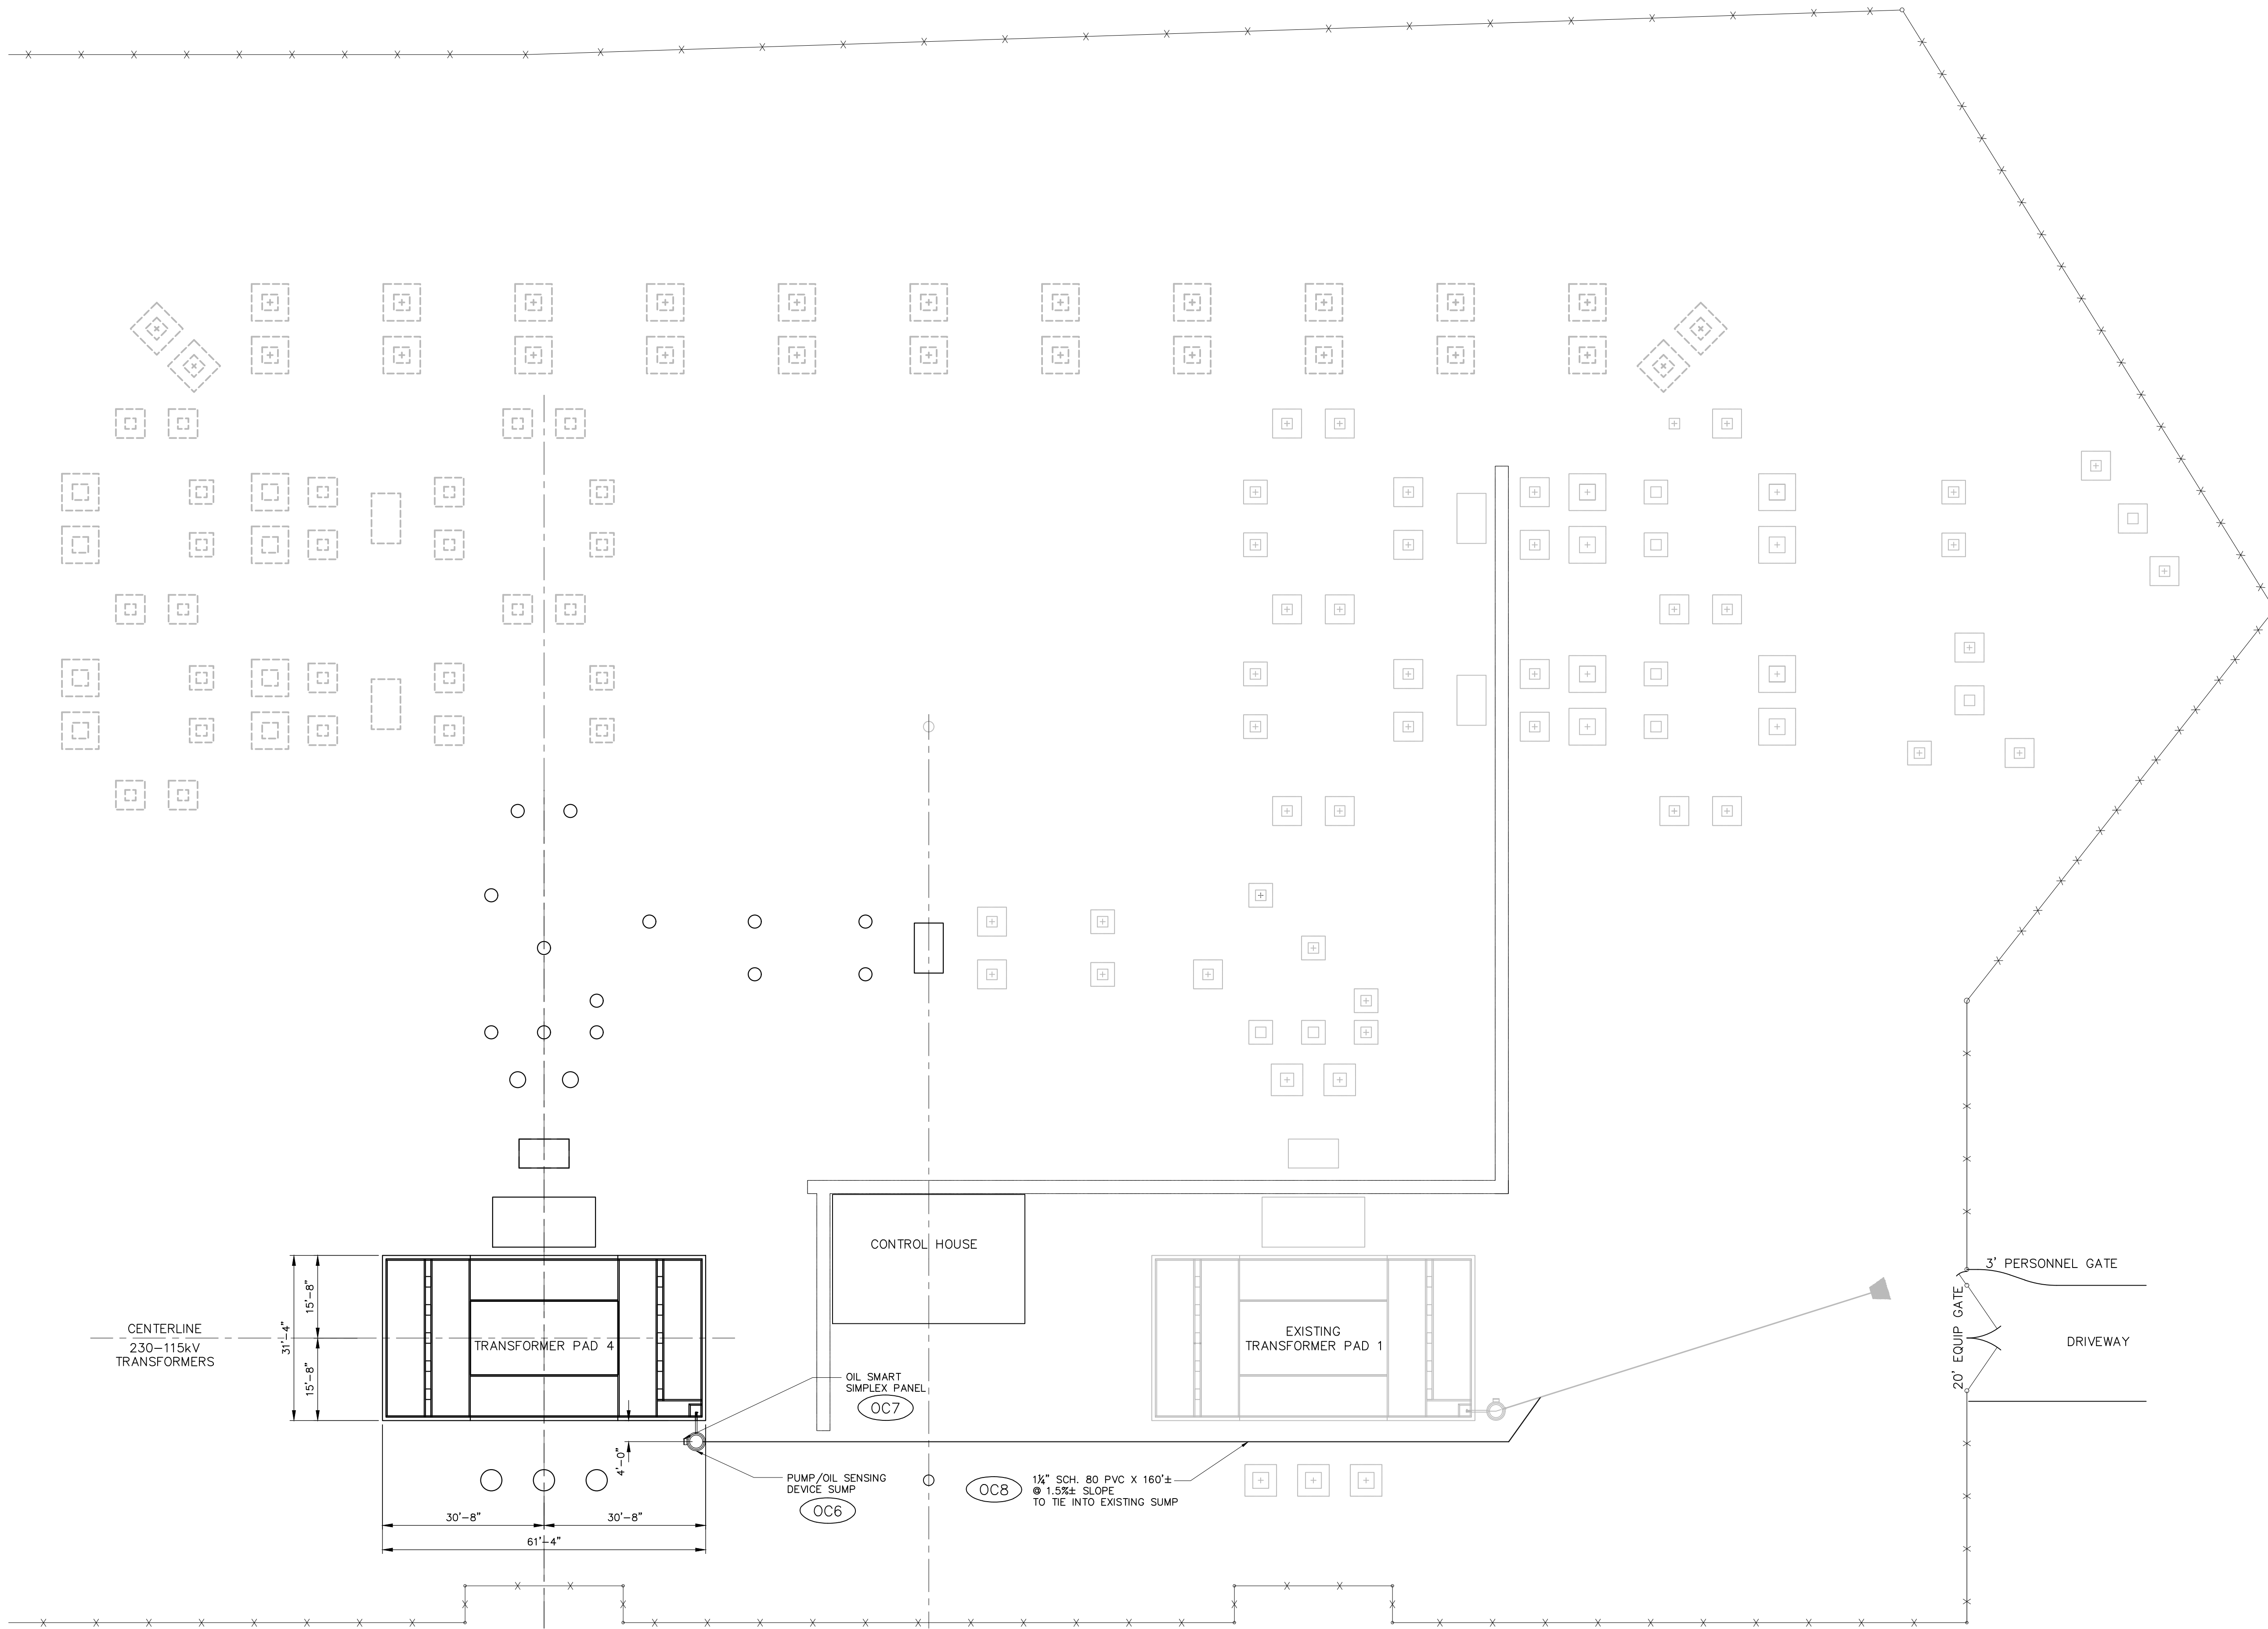 CONTROL HOUSE
3' PERSONNEL GATE
20' EQUIP GATE
DRIVEWAY
CENTERLINE
230-115kV
TRANSFORMERS
15'-8"
31'-4"
15'-8"
TRANSFORMER PAD 4
EXISTING
TRANSFORMER PAD 1
OIL SMART
SIMPLEX PANEL
OC7
4'-0"
PUMP/OIL SENSING
DEVICE SUMP
OC6
OC8
1¼" SCH. 80 PVC X 160'±
@ 1.5%± SLOPE
TO TIE INTO EXISTING SUMP
30'-8"
30'-8"
61'-4"